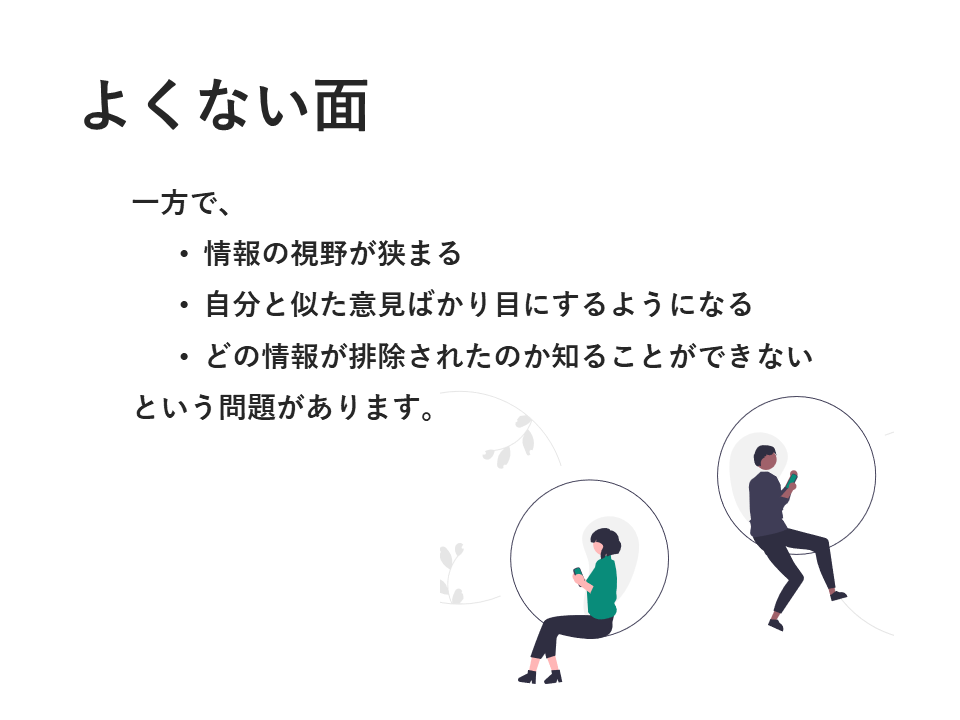 よくない面
一方で、
• 情報の視野が狭まる
• 自分と似た意見ばかり目にするようになる
• どの情報が排除されたのか知ることができない
という問題があります。